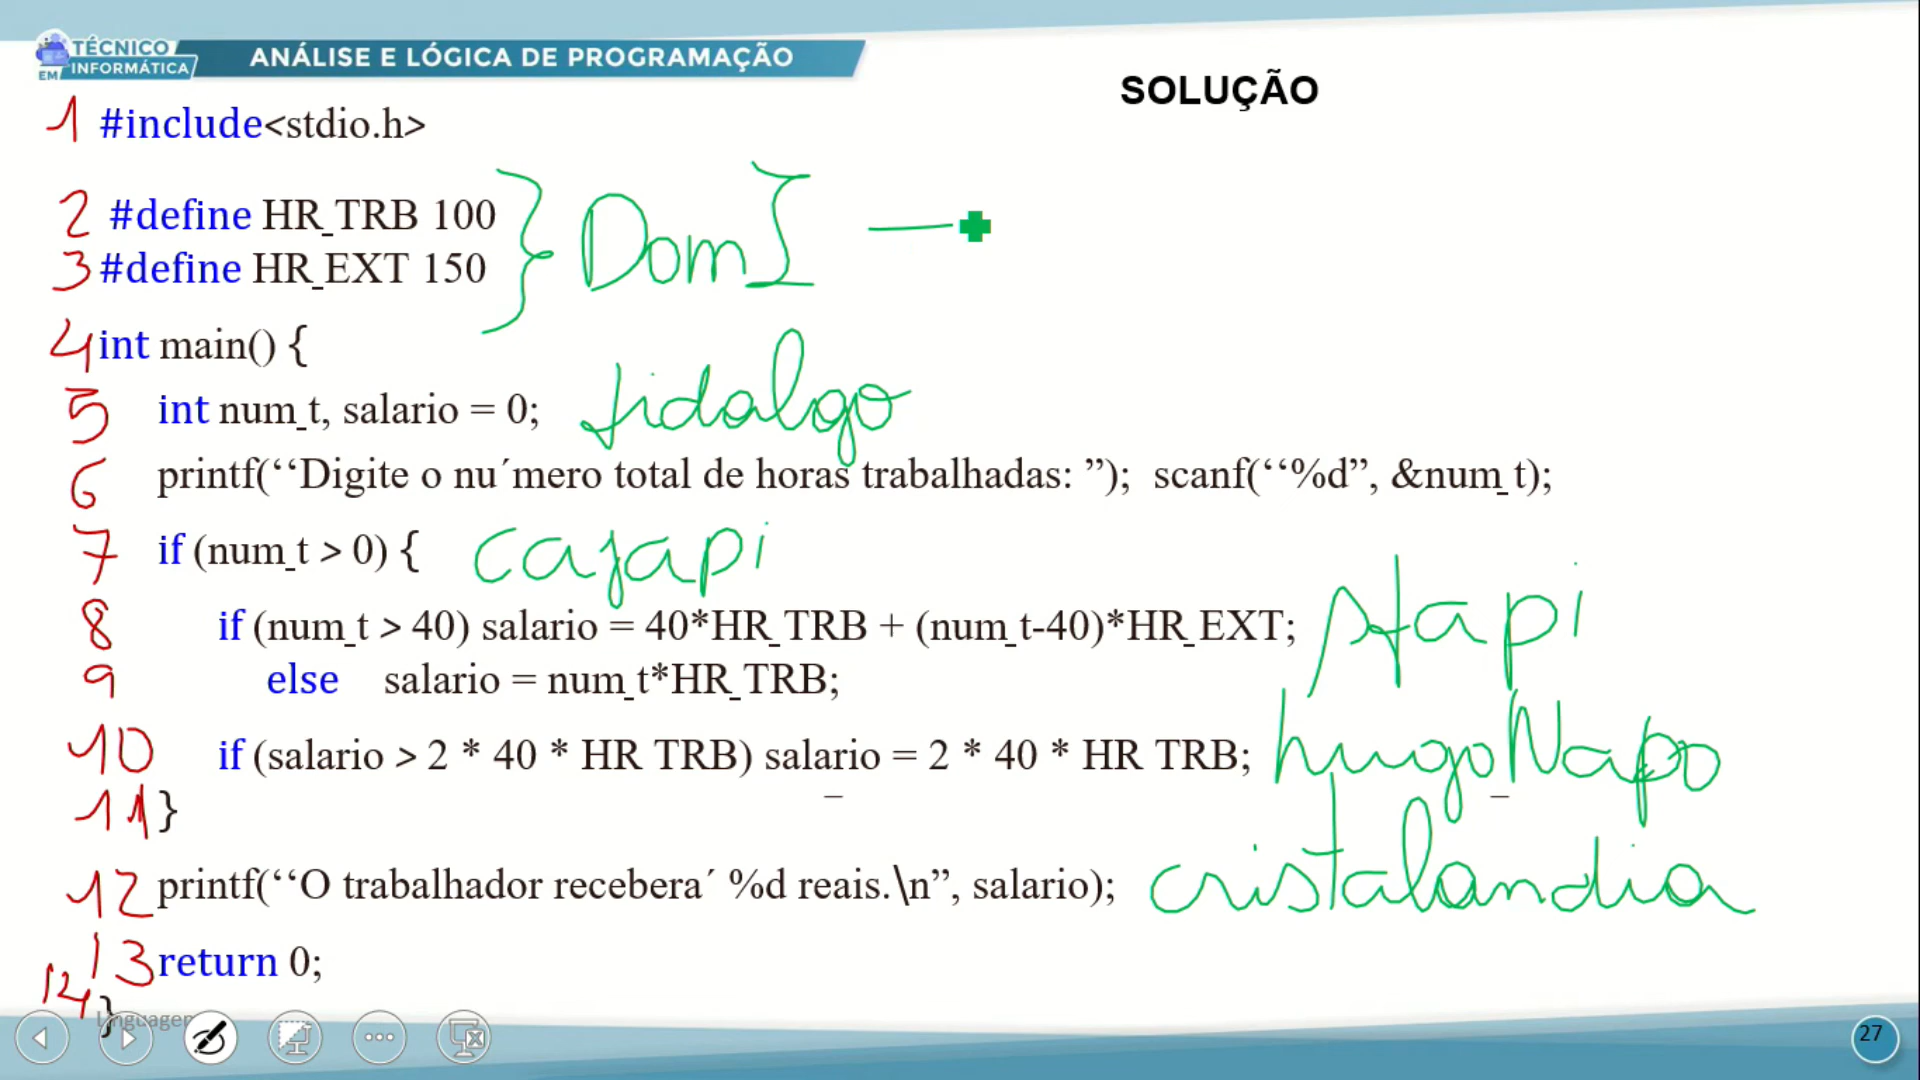 TÉCNICO
EM INFORMÁTICA
ANÁLISE E LÓGICA DE PROGRAMAÇÃO
SOLUÇÃO
1 #include<stdio.h>
2 #define HR_TRB 100
3 #define HR_EXT 150
Dom I
4 int main() {
5 int num_t, salario = 0; fidalgo
6 printf(‘‘Digite o nu´mero total de horas trabalhadas: ”); scanf(‘‘%d”, &num_t);
7 if (num_t > 0) { cajapi
8 if (num_t > 40) salario = 40*HR_TRB + (num_t-40)*HR_EXT;
9 else salario = num_t*HR_TRB;
10 if (salario > 2 * 40 * HR TRB) salario = 2 * 40 * HR TRB; hugo Napo
_ _
11 }
12 printf(‘‘O trabalhador recebera´ %d reais.\n”, salario); cristalandia
13 return 0;
14 }
27